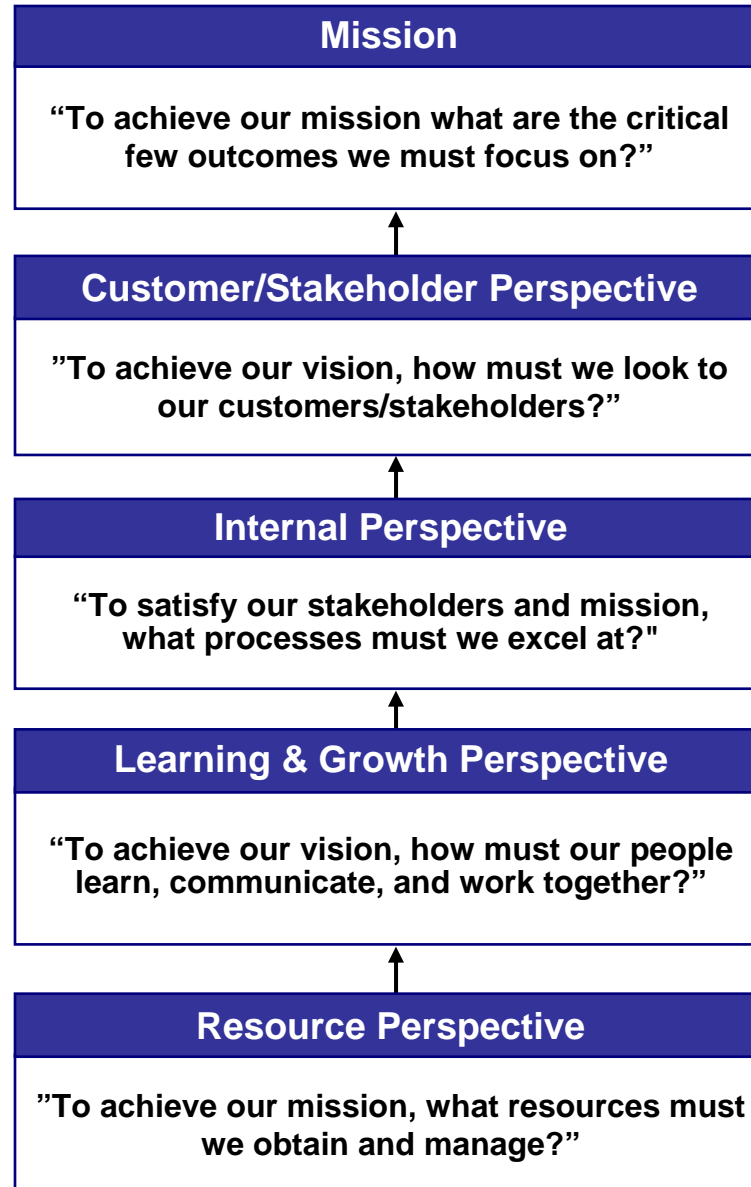 Mission
“To achieve our mission what are the critical
few outcomes we must focus on?”
Customer/Stakeholder Perspective
”To achieve our vision, how must we look to
our customers/stakeholders?”
Internal Perspective
“To satisfy our stakeholders and mission,
what processes must we excel at?"
Learning & Growth Perspective
“To achieve our vision, how must our people
learn, communicate, and work together?”
Resource Perspective
”To achieve our mission, what resources must
we obtain and manage?”